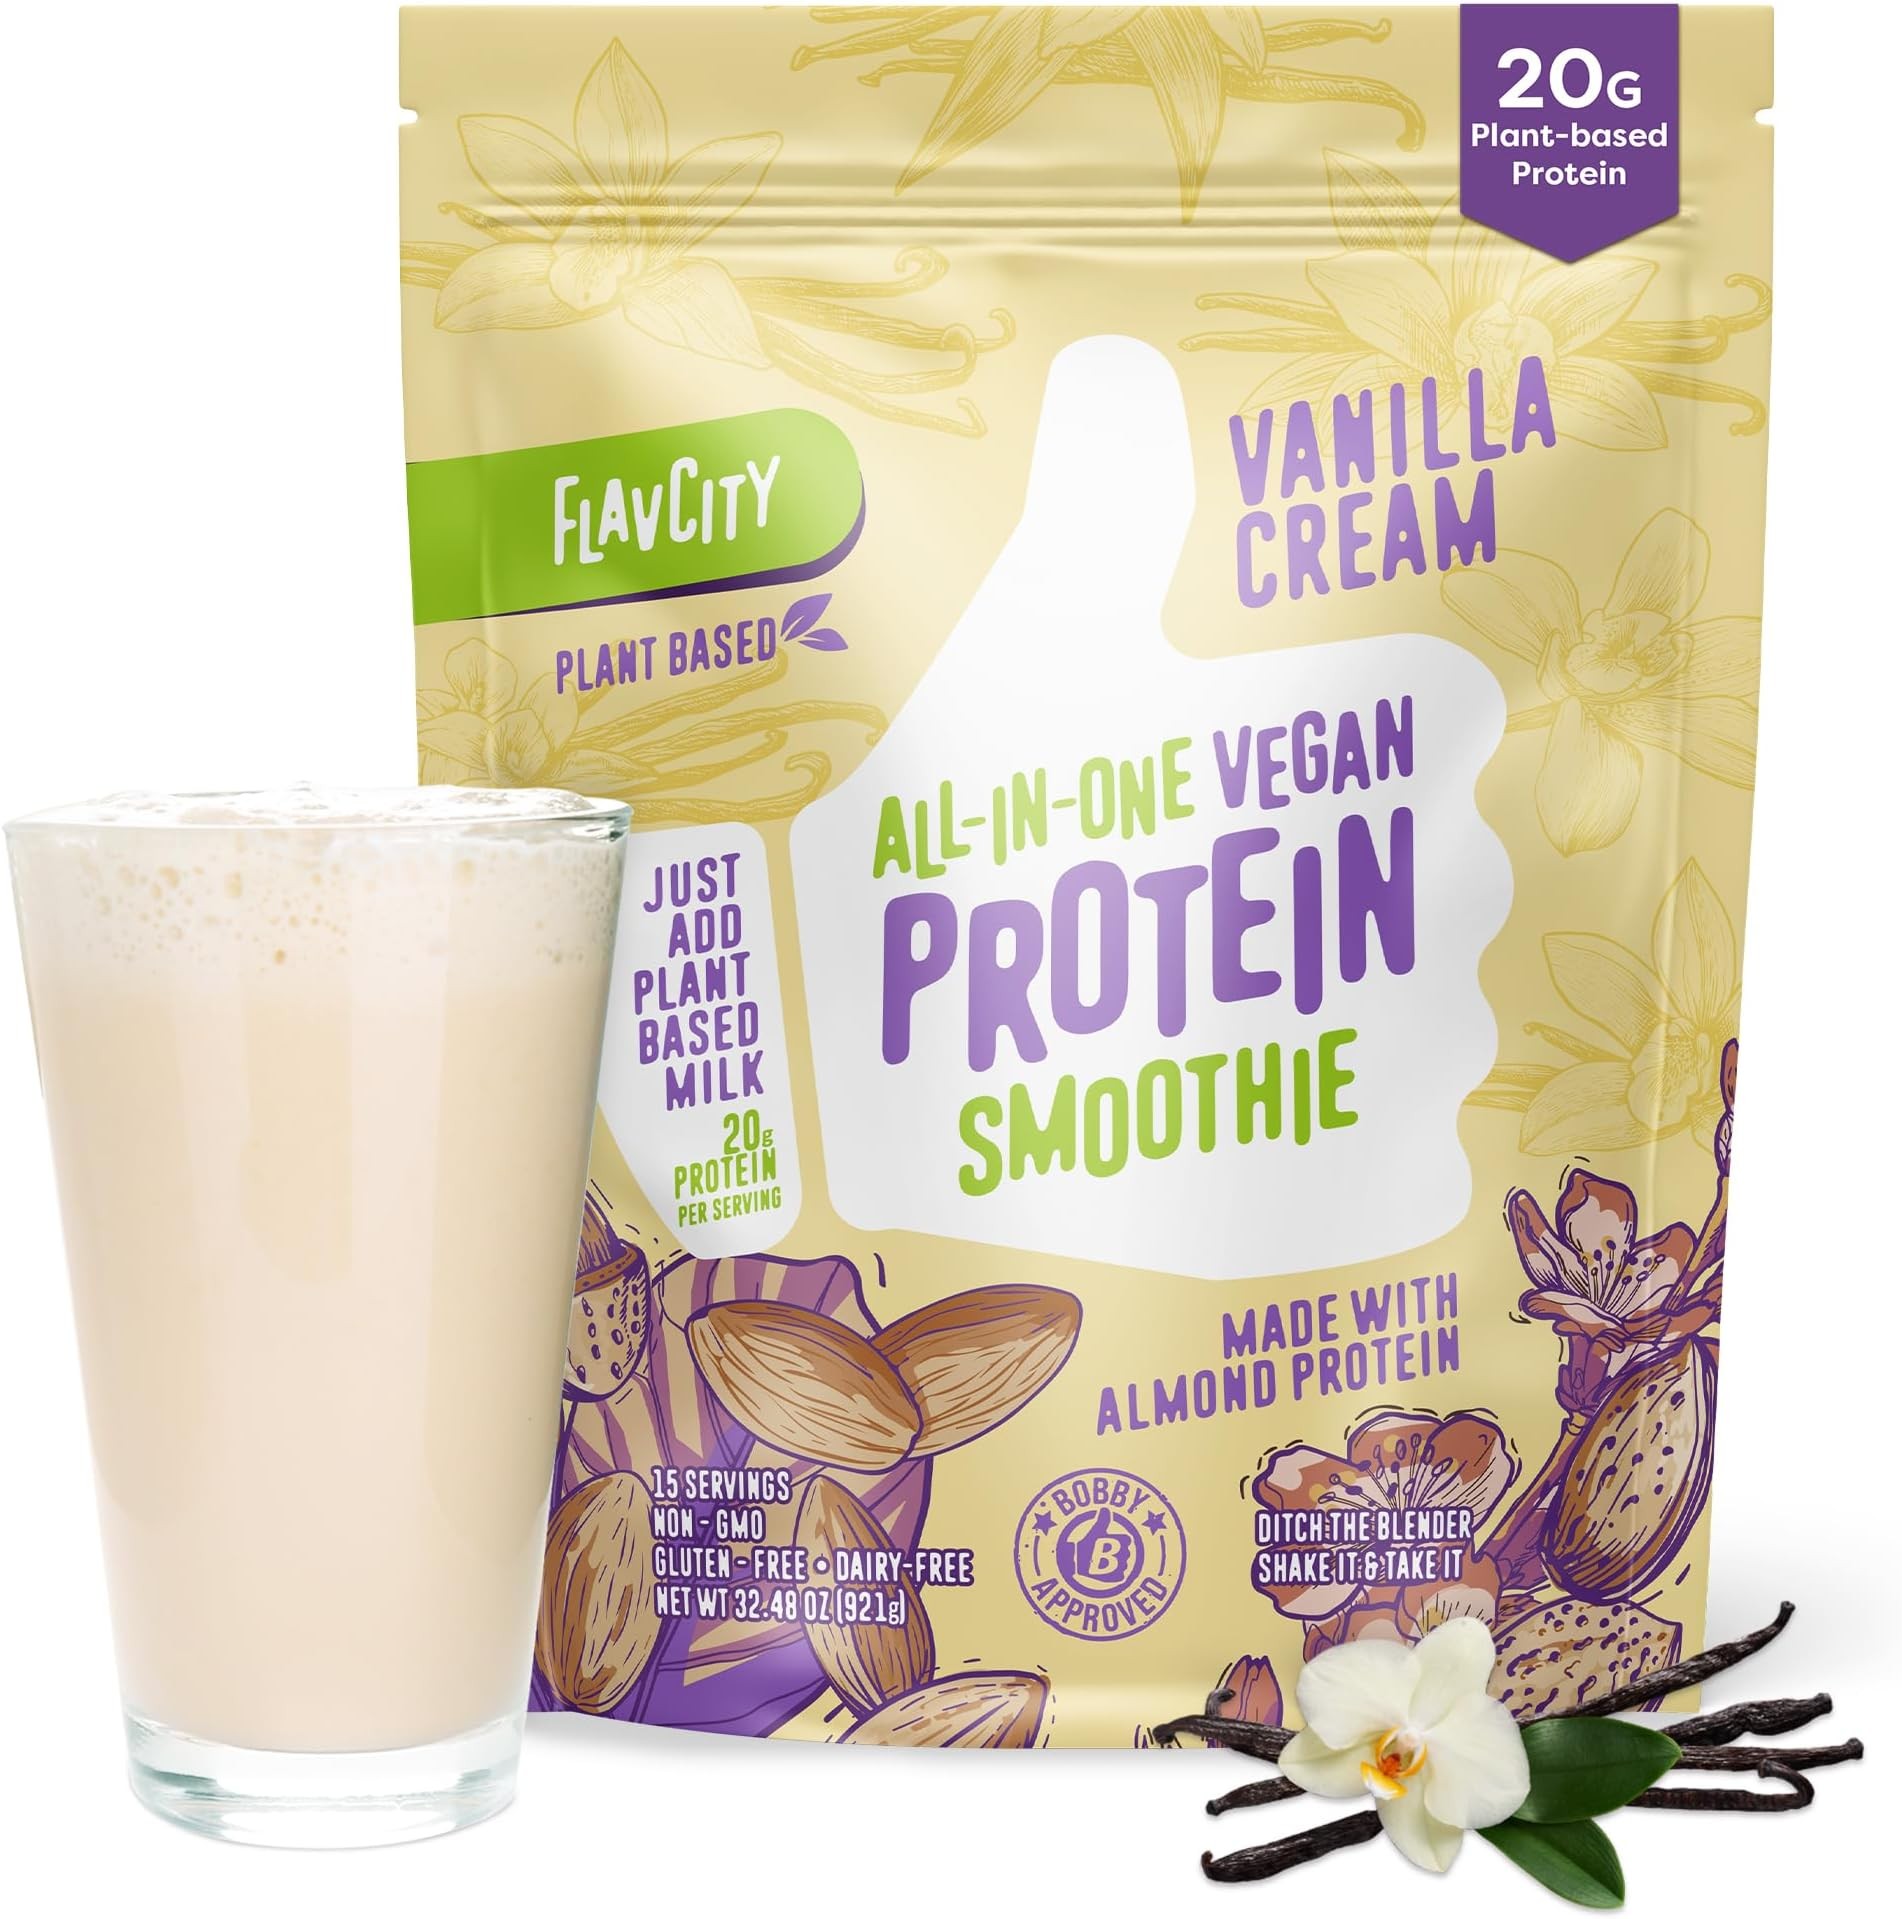 20G
Plant-based
Protein
FLAVCITY
PLANT BASED
VANILLA
CREAM
ALL-IN-ONE VEGAN
PROTEIN
SMOOTHIE
JUST
ADD
PLANT
BASED
MILK
20g
PROTEIN
PER SERVING
MADE WITH
ALMOND PROTEIN
15 SERVINGS
NON - GMO
GLUTEN - FREE • DAIRY-FREE
NET WT 32.48 OZ (921g)
BOBBY
B
APPROVED
DITCH THE BLENDER
SHAKE IT & TAKE IT